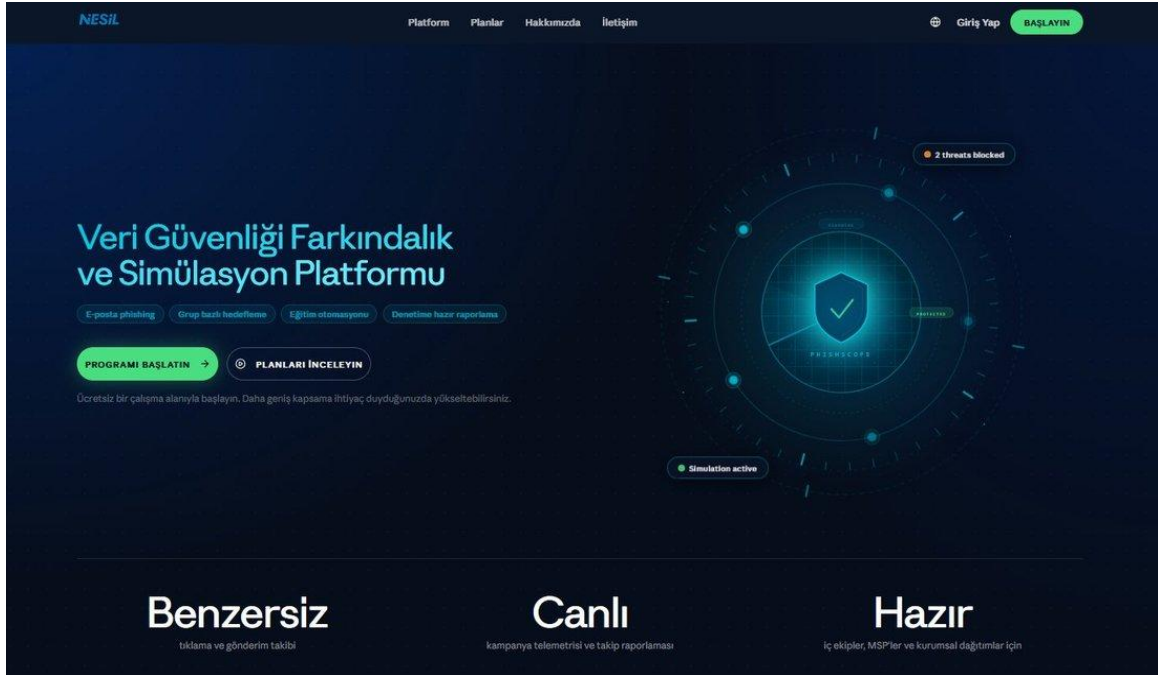 NESİL
Platform Planlar Hakkımızda İletişim
Giriş Yap BAŞLAYIN
2 threats blocked
Veri Güvenliği Farkındalık
ve Simülasyon Platformu
E-posta phishing Grup bazlı hedefleme Eğitim otomasyonu Denetime hazır raporlama
PROTECTED
PHISHSCOPE
PROGRAMI BAŞLATIN → PLANLARI İNCELEYİN
Ücretsiz bir çalışma alanıyla başlayın. Daha geniş kapsama ihtiyaç duyduğunuzda yükseltebilirsiniz.
Simulation active
Benzersiz
tıklama ve gönderim takibi
Canlı
kampanya telemetrisi ve takip raporlaması
Hazır
iç ekipler, MSP'ler ve kurumsal dağıtımlar için